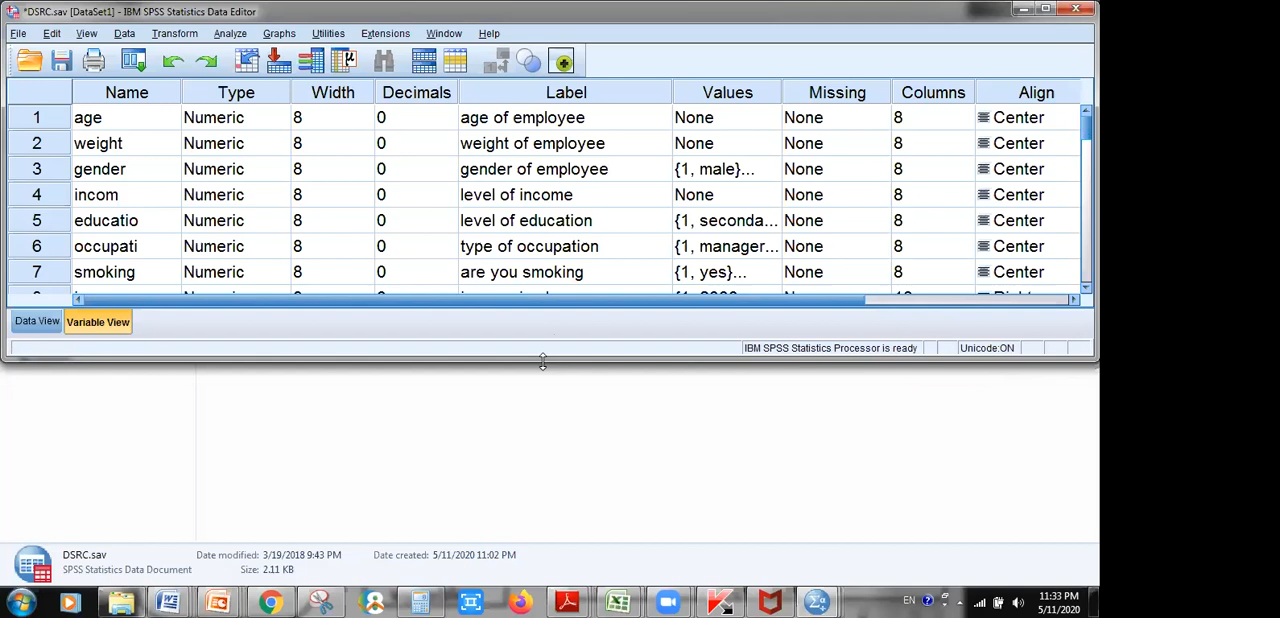 *DSRC.sav [DataSet1] - IBM SPSS Statistics Data Editor
File Edit View Data Transform Analyze Graphs Utilities Extensions Window Help
Name Type Width Decimals Label Values Missing Columns Align
1 age Numeric 8 0 age of employee None None 8 Center
2 weight Numeric 8 0 weight of employee None None 8 Center
3 gender Numeric 8 0 gender of employee {1, male}... None 8 Center
4 incom Numeric 8 0 level of income None None 8 Center
5 educatio Numeric 8 0 level of education {1, seconda... None 8 Center
6 occupati Numeric 8 0 type of occupation {1, manager... None 8 Center
7 smoking Numeric 8 0 are you smoking {1, yes}... None 8 Center
Data View Variable View
IBM SPSS Statistics Processor is ready Unicode:ON
DSRC.sav Date modified: 3/19/2018 9:43 PM Date created: 5/11/2020 11:02 PM
SPSS Statistics Data Document Size: 2.11 KB
EN 11:33 PM
5/11/2020